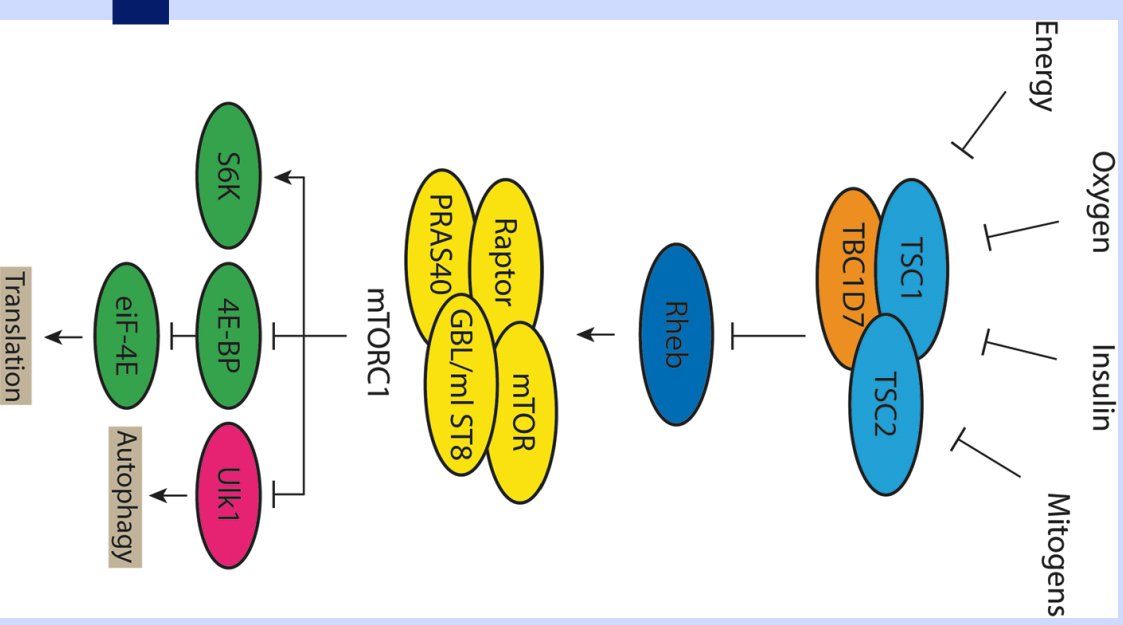 Energy
Oxygen
Insulin
Mitogens
TSC1
TBC1D7
TSC2
Rheb
Raptor
PRAS40
mTOR
GBL/ml ST8
mTORC1
S6K
4E-BP
Ulk1
eiF-4E
Autophagy
Translation